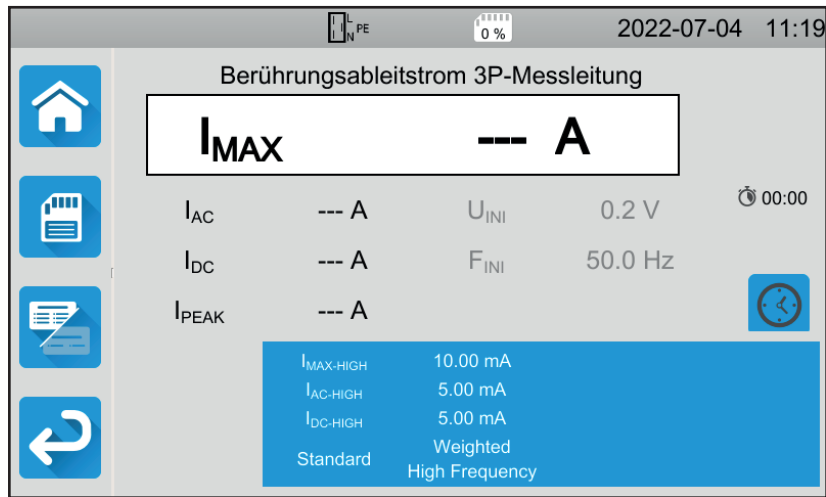 L
N PE 0 % 2022-07-04 11:19
Berührungsableitstrom 3P-Messleitung
IMAX --- A
IAC --- A UINI 0.2 V 00:00
IDC --- A FINI 50.0 Hz
IPEAK --- A
IMAX-HIGH 10.00 mA
IAC-HIGH 5.00 mA
IDC-HIGH 5.00 mA
Standard Weighted
High Frequency